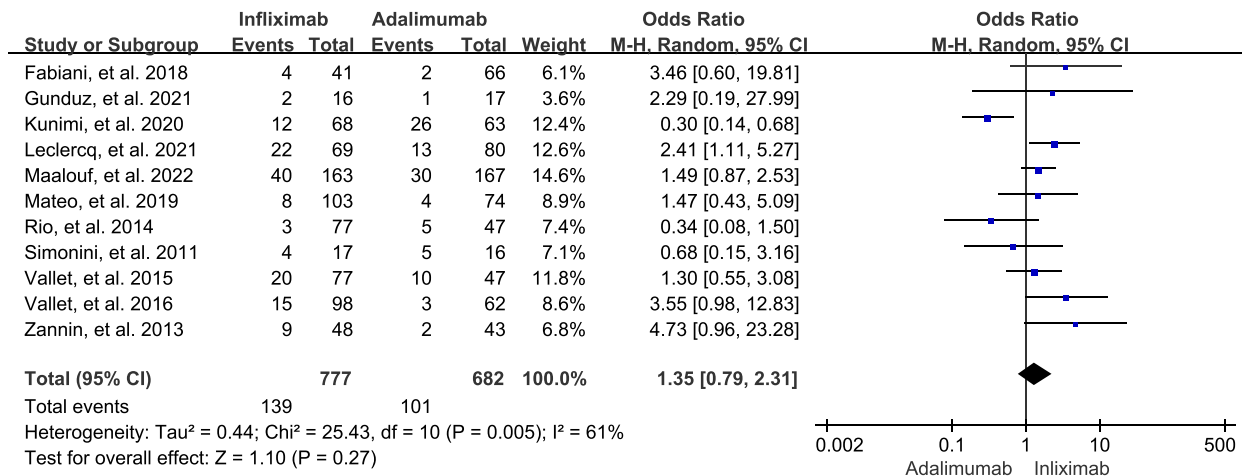 Infliximab Adalimumab Odds Ratio Odds Ratio
Study or Subgroup Events Total Events Total Weight M-H, Random, 95% CI M-H, Random, 95% CI
Fabiani, et al. 2018 4 41 2 66 6.1% 3.46 [0.60, 19.81]
Gunduz, et al. 2021 2 16 1 17 3.6% 2.29 [0.19, 27.99]
Kunimi, et al. 2020 12 68 26 63 12.4% 0.30 [0.14, 0.68]
Leclercq, et al. 2021 22 69 13 80 12.6% 2.41 [1.11, 5.27]
Maalouf, et al. 2022 40 163 30 167 14.6% 1.49 [0.87, 2.53]
Mateo, et al. 2019 8 103 4 74 8.9% 1.47 [0.43, 5.09]
Rio, et al. 2014 3 77 5 47 7.4% 0.34 [0.08, 1.50]
Simonini, et al. 2011 4 17 5 16 7.1% 0.68 [0.15, 3.16]
Vallet, et al. 2015 20 77 10 47 11.8% 1.30 [0.55, 3.08]
Vallet, et al. 2016 15 98 3 62 8.6% 3.55 [0.98, 12.83]
Zannin, et al. 2013 9 48 2 43 6.8% 4.73 [0.96, 23.28]
Total (95% CI) 777 682 100.0% 1.35 [0.79, 2.31]
Total events 139 101
Heterogeneity: Tau² = 0.44; Chi² = 25.43, df = 10 (P = 0.005); I² = 61%
Test for overall effect: Z = 1.10 (P = 0.27)
0.002 0.1 1 10 500
Adalimumab Inliximab